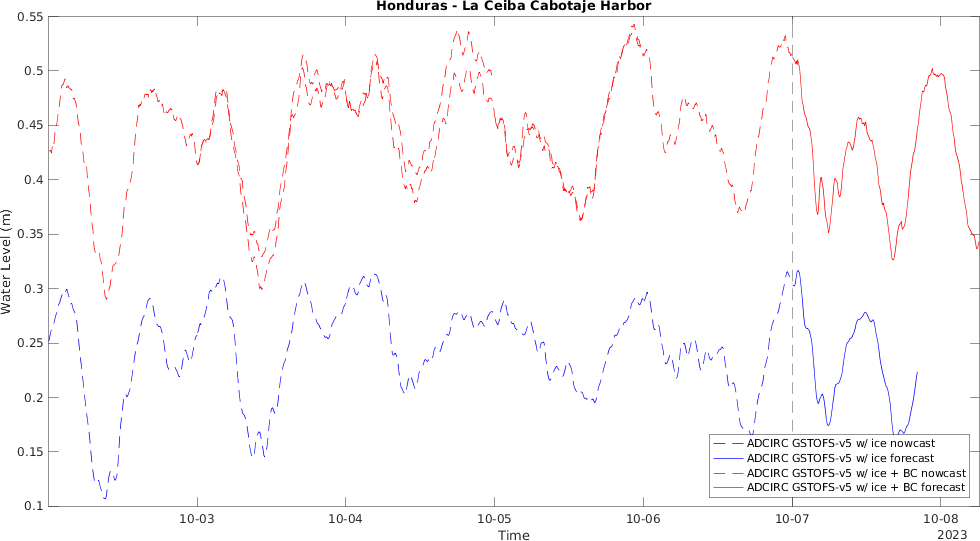 Honduras - La Ceiba Cabotaje Harbor
0.55
0.5
0.45
0.4
0.35
0.3
0.25
0.2
0.15
0.1
Water Level (m)
ADCIRC GSTOFS-v5 w/ ice nowcast
ADCIRC GSTOFS-v5 w/ ice forecast
ADCIRC GSTOFS-v5 w/ ice + BC nowcast
ADCIRC GSTOFS-v5 w/ ice + BC forecast
10-03 10-04 10-05 10-06 10-07 10-08
Time
2023